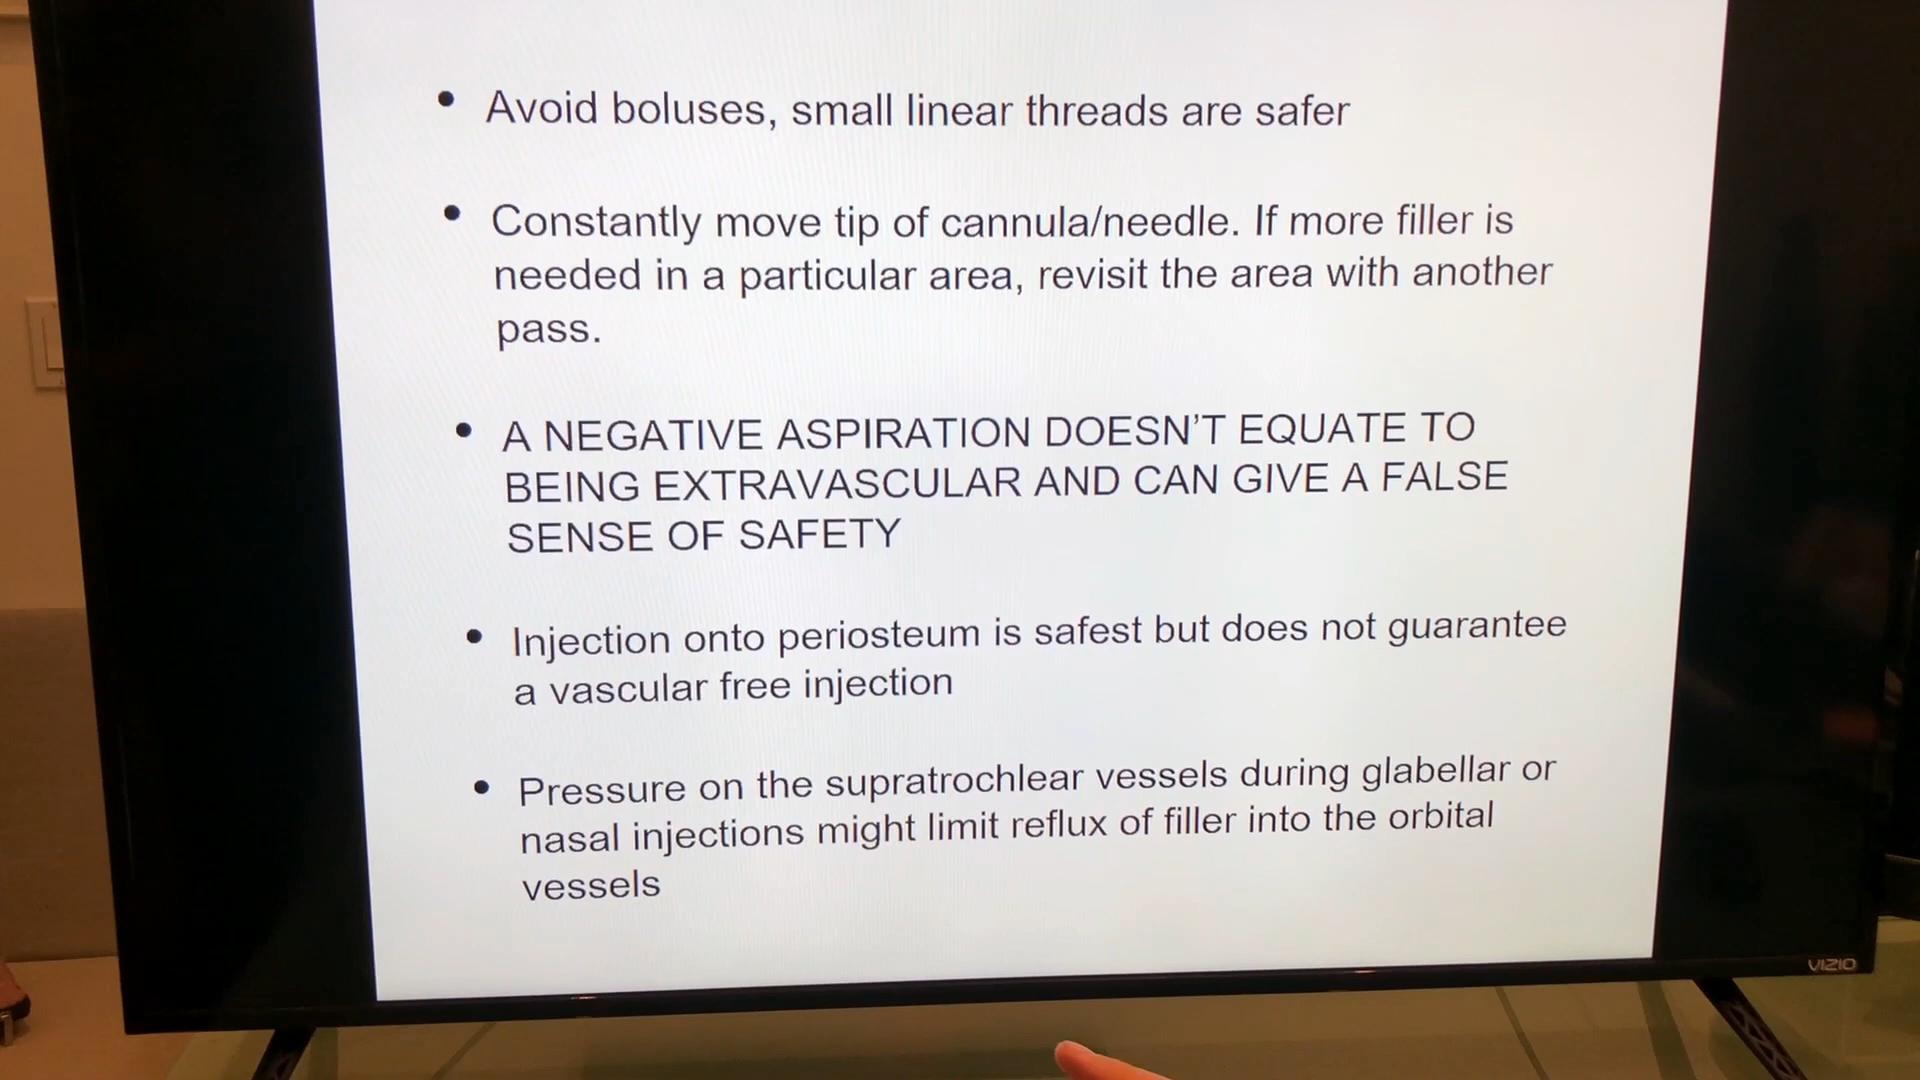 • Avoid boluses, small linear threads are safer
• Constantly move tip of cannula/needle. If more filler is
needed in a particular area, revisit the area with another
pass.
• A NEGATIVE ASPIRATION DOESN'T EQUATE TO
BEING EXTRAVASCULAR AND CAN GIVE A FALSE
SENSE OF SAFETY
• Injection onto periosteum is safest but does not guarantee
a vascular free injection
• Pressure on the supratrochlear vessels during glabellar or
nasal injections might limit reflux of filler into the orbital
vessels
VIZIO